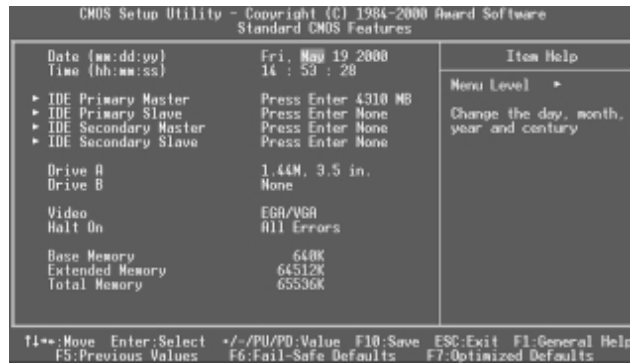 CMOS Setup Utility - Copyright (C) 1984-2000 Award Software
Standard CMOS Features
Date (mm:dd:yy) Fri, May 19 2000
Time (hh:mm:ss) 14 : 53 : 28
► IDE Primary Master Press Enter 4310 MB
► IDE Primary Slave Press Enter None
► IDE Secondary Master Press Enter None
► IDE Secondary Slave Press Enter None
Drive A 1.44M, 3.5 in.
Drive B None
Video EGA/VGA
Halt On All Errors
Base Memory 640K
Extended Memory 64512K
Total Memory 65536K
Item Help
Menu Level ►
Change the day, month,
year and century
↑↓→←:Move Enter:Select +/-/PU/PD:Value F10:Save ESC:Exit F1:General Help
F5:Previous Values F6:Fail-Safe Defaults F7:Optimized Defaults